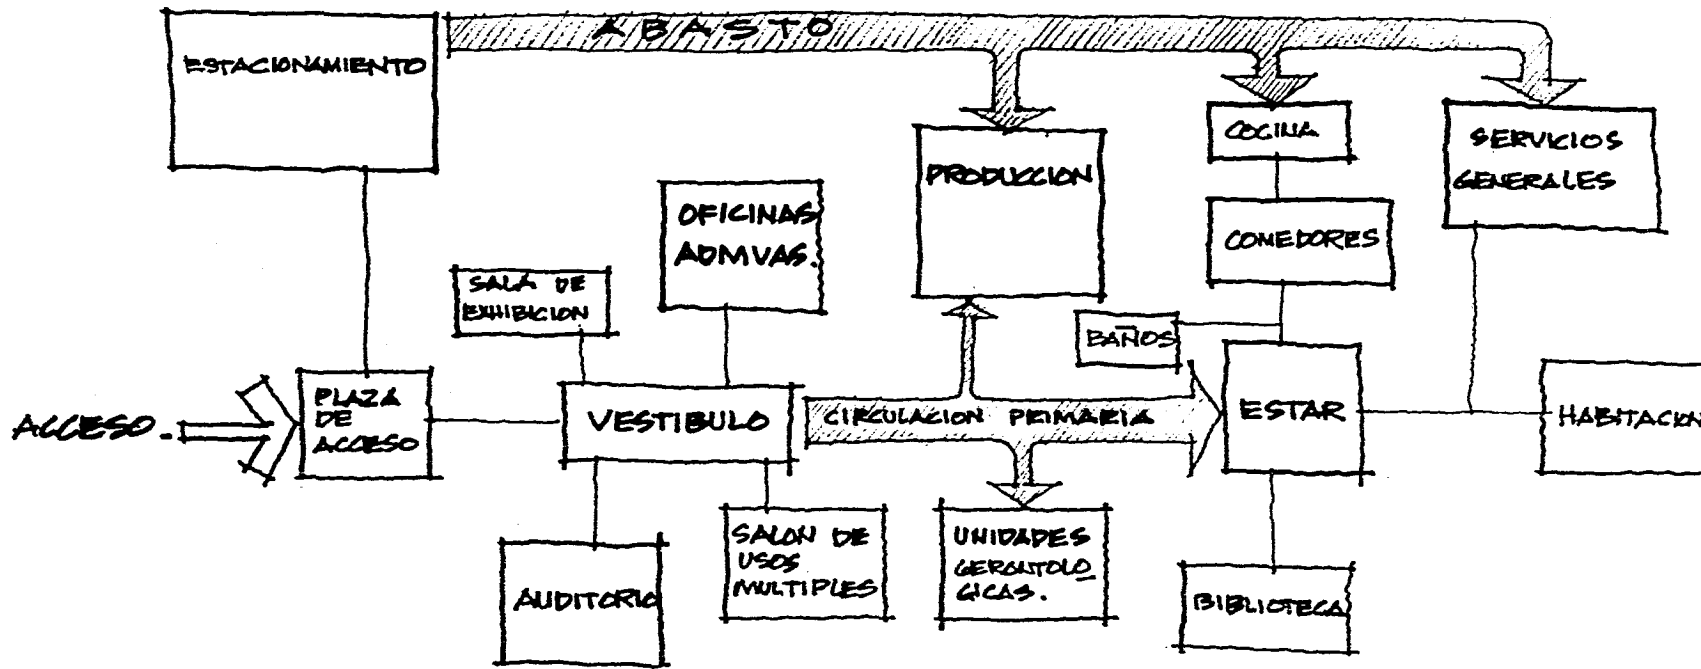 ABASTO
ESTACIONAMIENTO
COCINA
SERVICIOS
GENERALES
PRODUCCION
OFICINAS
ADMVAS.
COMEDORES
SALA DE
EXHIBICION
BAÑOS
PLAZA
DE
ACCESO
ACCESO.
VESTIBULO
CIRCULACION PRIMARIA
ESTAR
HABITACION
SALON DE
USOS
MULTIPLES
UNIDADES
GERONTOLO
GICAS.
AUDITORIO
BIBLIOTECA